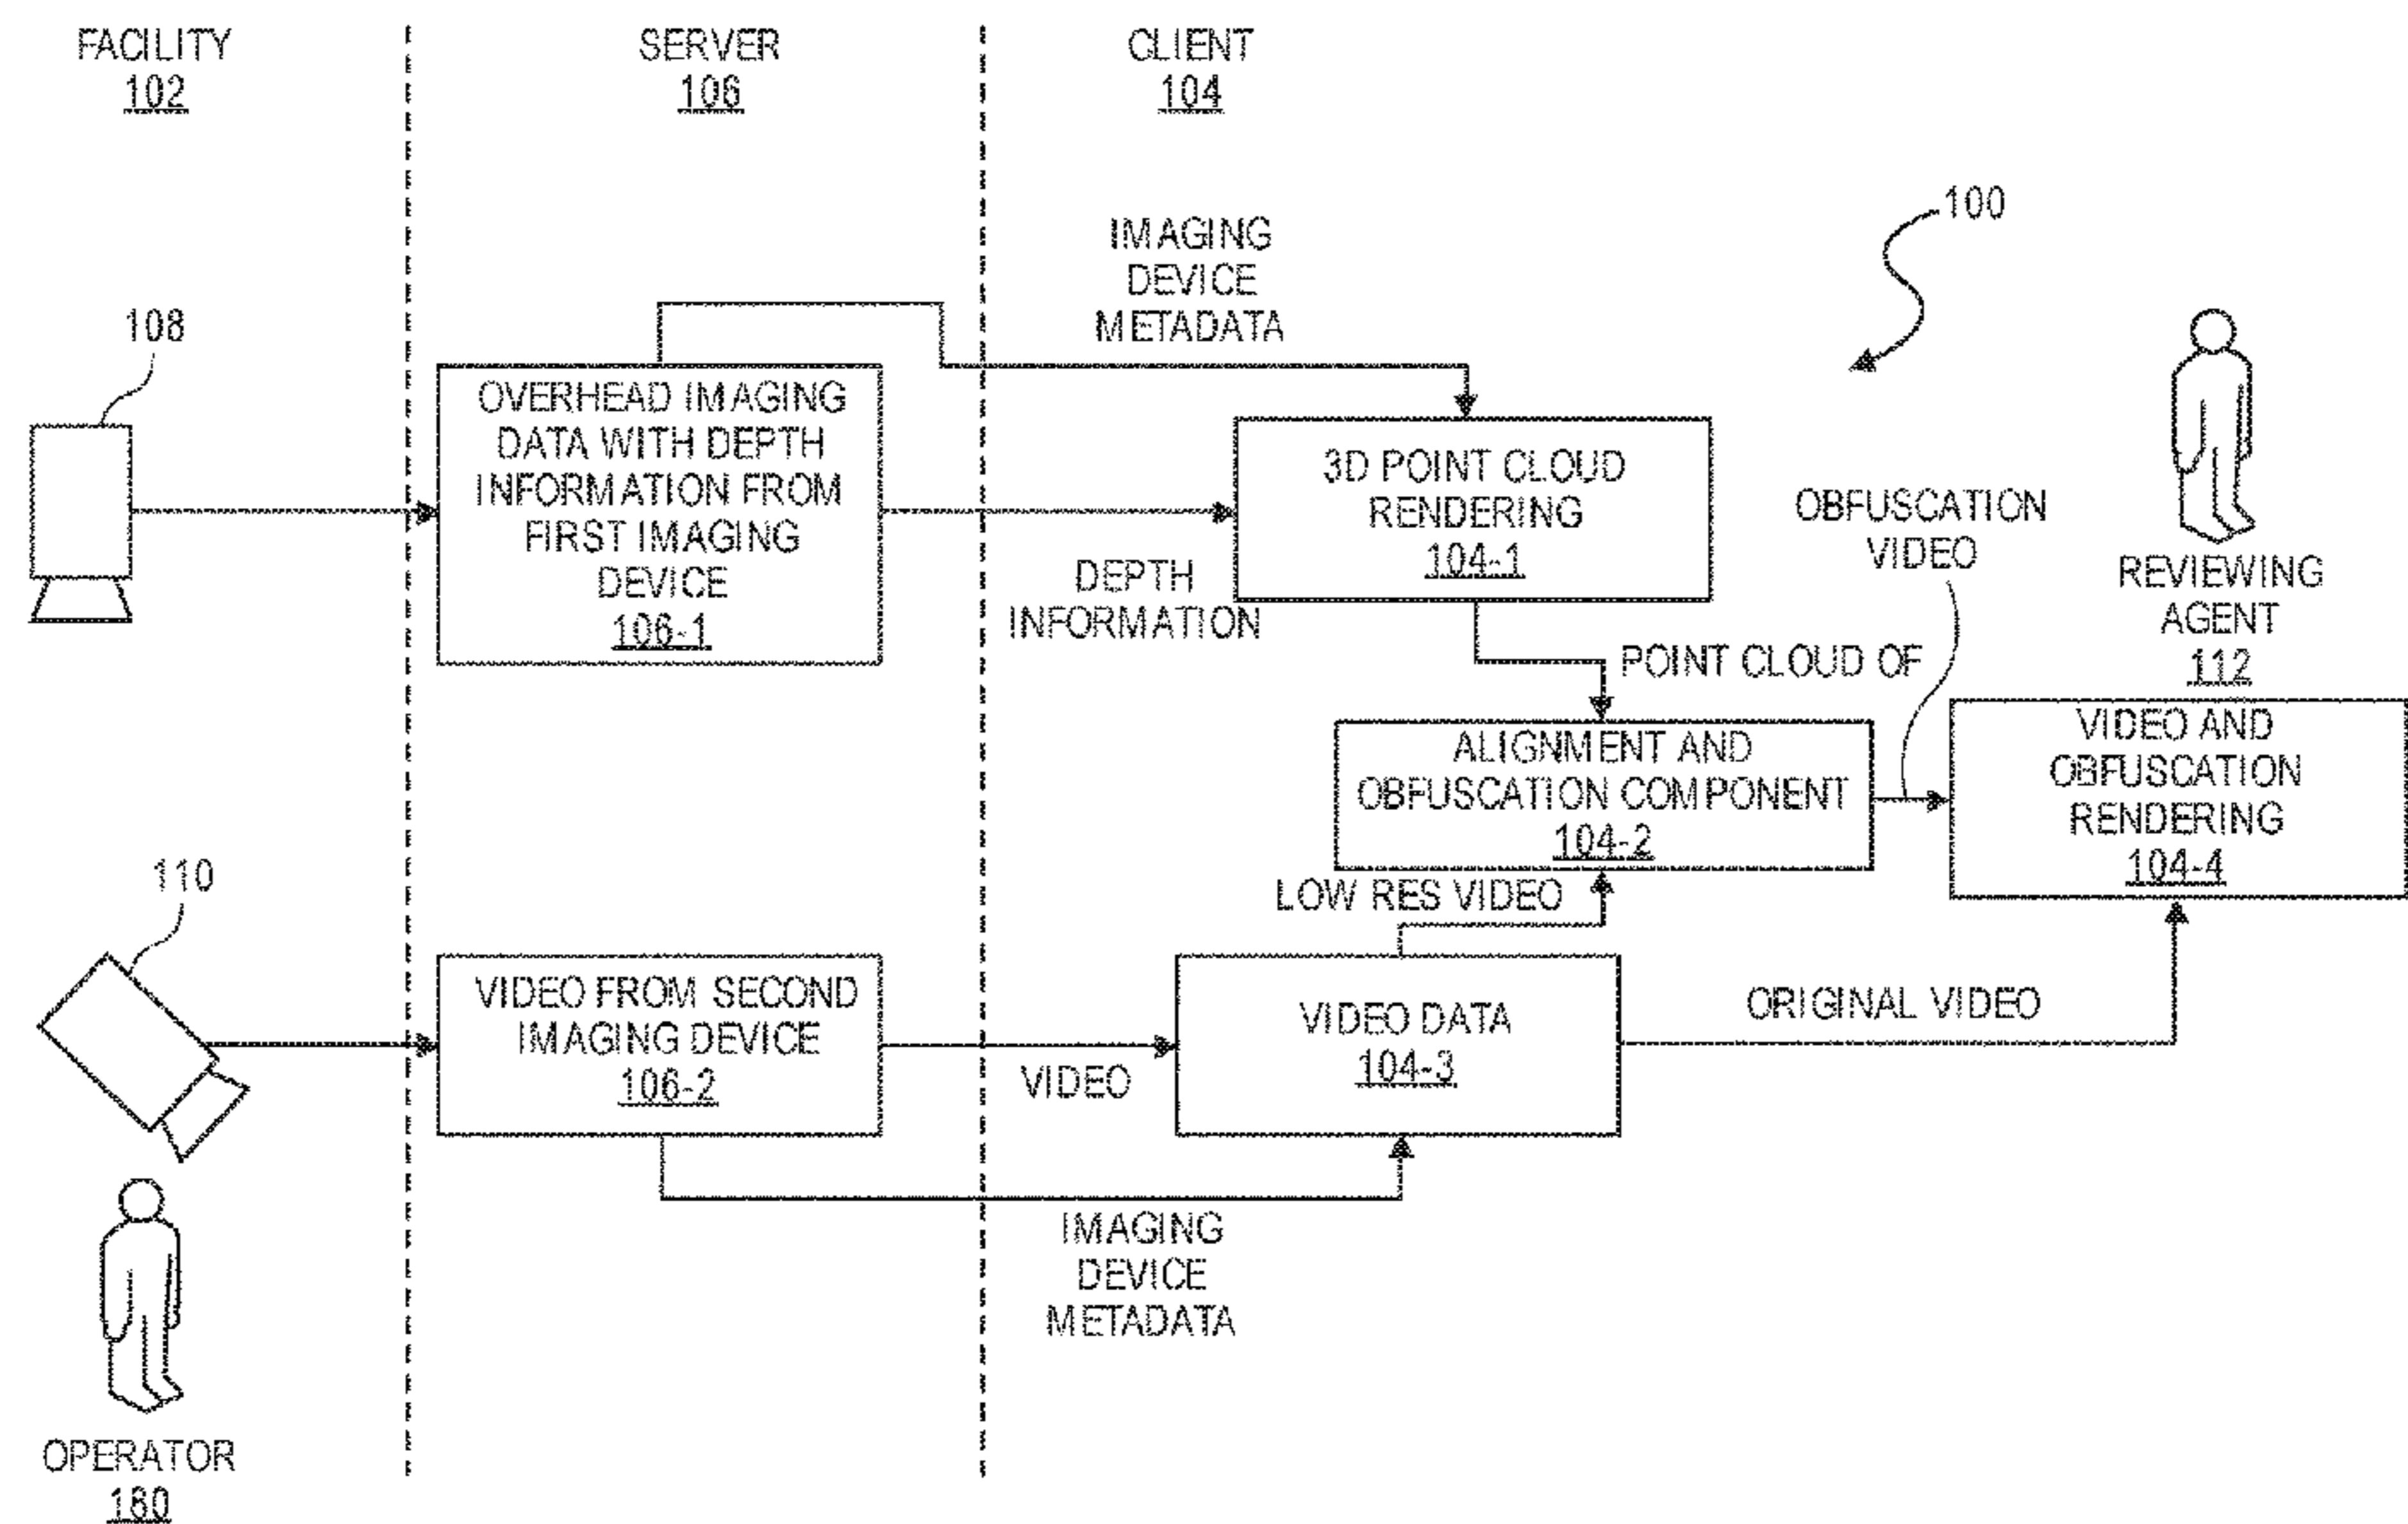 FACILITY
102
SERVER
106
CLIENT
104
100
IMAGING
DEVICE
METADATA
108
OVERHEAD IMAGING
DATA WITH DEPTH
INFORMATION FROM
FIRST IMAGING
DEVICE
106-1
3D POINT CLOUD
RENDERING
104-1
DEPTH
INFORMATION
OBFUSCATION
VIDEO
REVIEWING
AGENT
112
POINT CLOUD OF
ALIGNMENT AND
OBFUSCATION COMPONENT
104-2
VIDEO AND
OBFUSCATION
RENDERING
104-4
LOW RES VIDEO
110
VIDEO FROM SECOND
IMAGING DEVICE
106-2
VIDEO
VIDEO DATA
104-3
ORIGINAL VIDEO
IMAGING
DEVICE
METADATA
OPERATOR
180